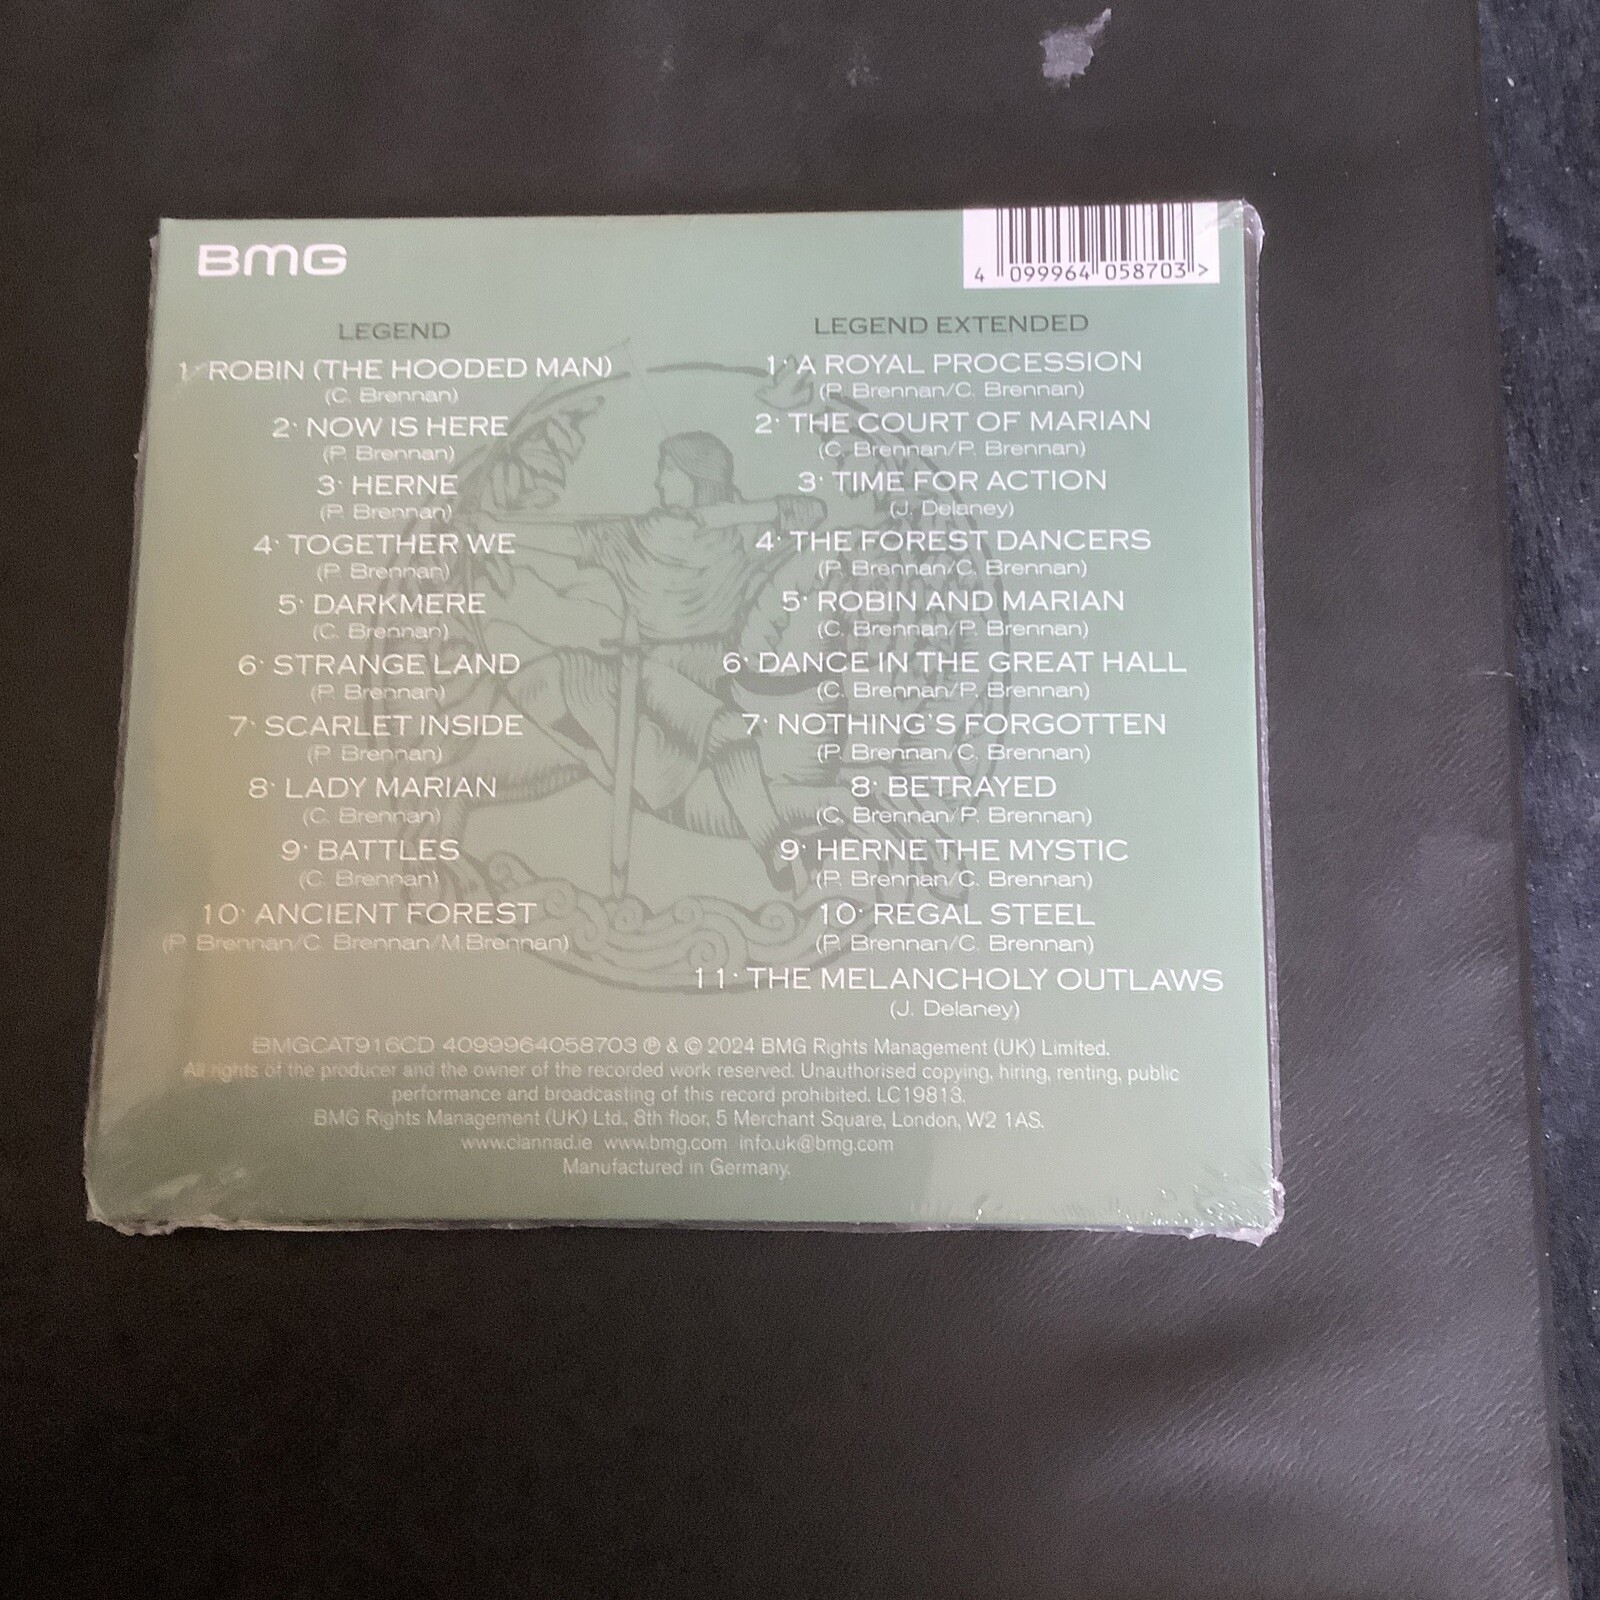 BMG
4 099964 058703 >
LEGEND
1· ROBIN (THE HOODED MAN)
(C. Brennan)
2· NOW IS HERE
(P. Brennan)
3· HERNE
(P. Brennan)
4· TOGETHER WE
(P. Brennan)
5· DARKMERE
(C. Brennan)
6· STRANGE LAND
(P. Brennan)
7· SCARLET INSIDE
(P. Brennan)
8· LADY MARIAN
(C. Brennan)
9· BATTLES
(C. Brennan)
10· ANCIENT FOREST
(P. Brennan/C. Brennan/M.Brennan)
LEGEND EXTENDED
1· A ROYAL PROCESSION
(P. Brennan/C. Brennan)
2· THE COURT OF MARIAN
(C. Brennan/P. Brennan)
3· TIME FOR ACTION
(J. Delaney)
4· THE FOREST DANCERS
(P. Brennan/C. Brennan)
5· ROBIN AND MARIAN
(C. Brennan/P. Brennan)
6· DANCE IN THE GREAT HALL
(C. Brennan/P. Brennan)
7· NOTHING'S FORGOTTEN
(P. Brennan/C. Brennan)
8· BETRAYED
(C. Brennan/P. Brennan)
9· HERNE THE MYSTIC
(P. Brennan/C. Brennan)
10· REGAL STEEL
(P. Brennan/C. Brennan)
11· THE MELANCHOLY OUTLAWS
(J. Delaney)
BMGCAT916CD 4099964058703 ℗ & © 2024 BMG Rights Management (UK) Limited.
All rights of the producer and the owner of the recorded work reserved. Unauthorised copying, hiring, renting, public
performance and broadcasting of this record prohibited. LC19813.
BMG Rights Management (UK) Ltd., 8th floor, 5 Merchant Square, London, W2 1AS.
www.clannad.ie www.bmg.com info.uk@bmg.com
Manufactured in Germany.